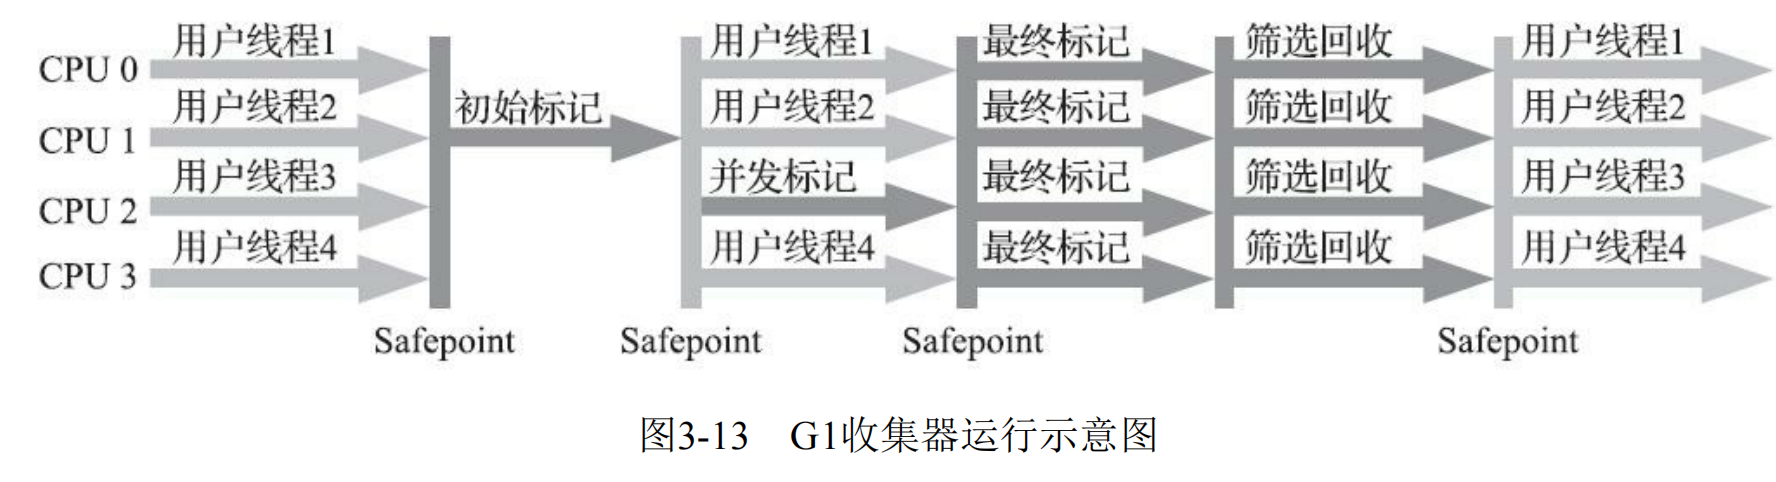 用户线程1 用户线程1 最终标记 筛选回收 用户线程1
CPU 0
用户线程2 初始标记 用户线程2 最终标记 筛选回收 用户线程2
CPU 1
用户线程3 并发标记 最终标记 筛选回收 用户线程3
CPU 2
用户线程4 用户线程4 最终标记 筛选回收 用户线程4
CPU 3
Safepoint Safepoint Safepoint Safepoint
图3-13 G1收集器运行示意图